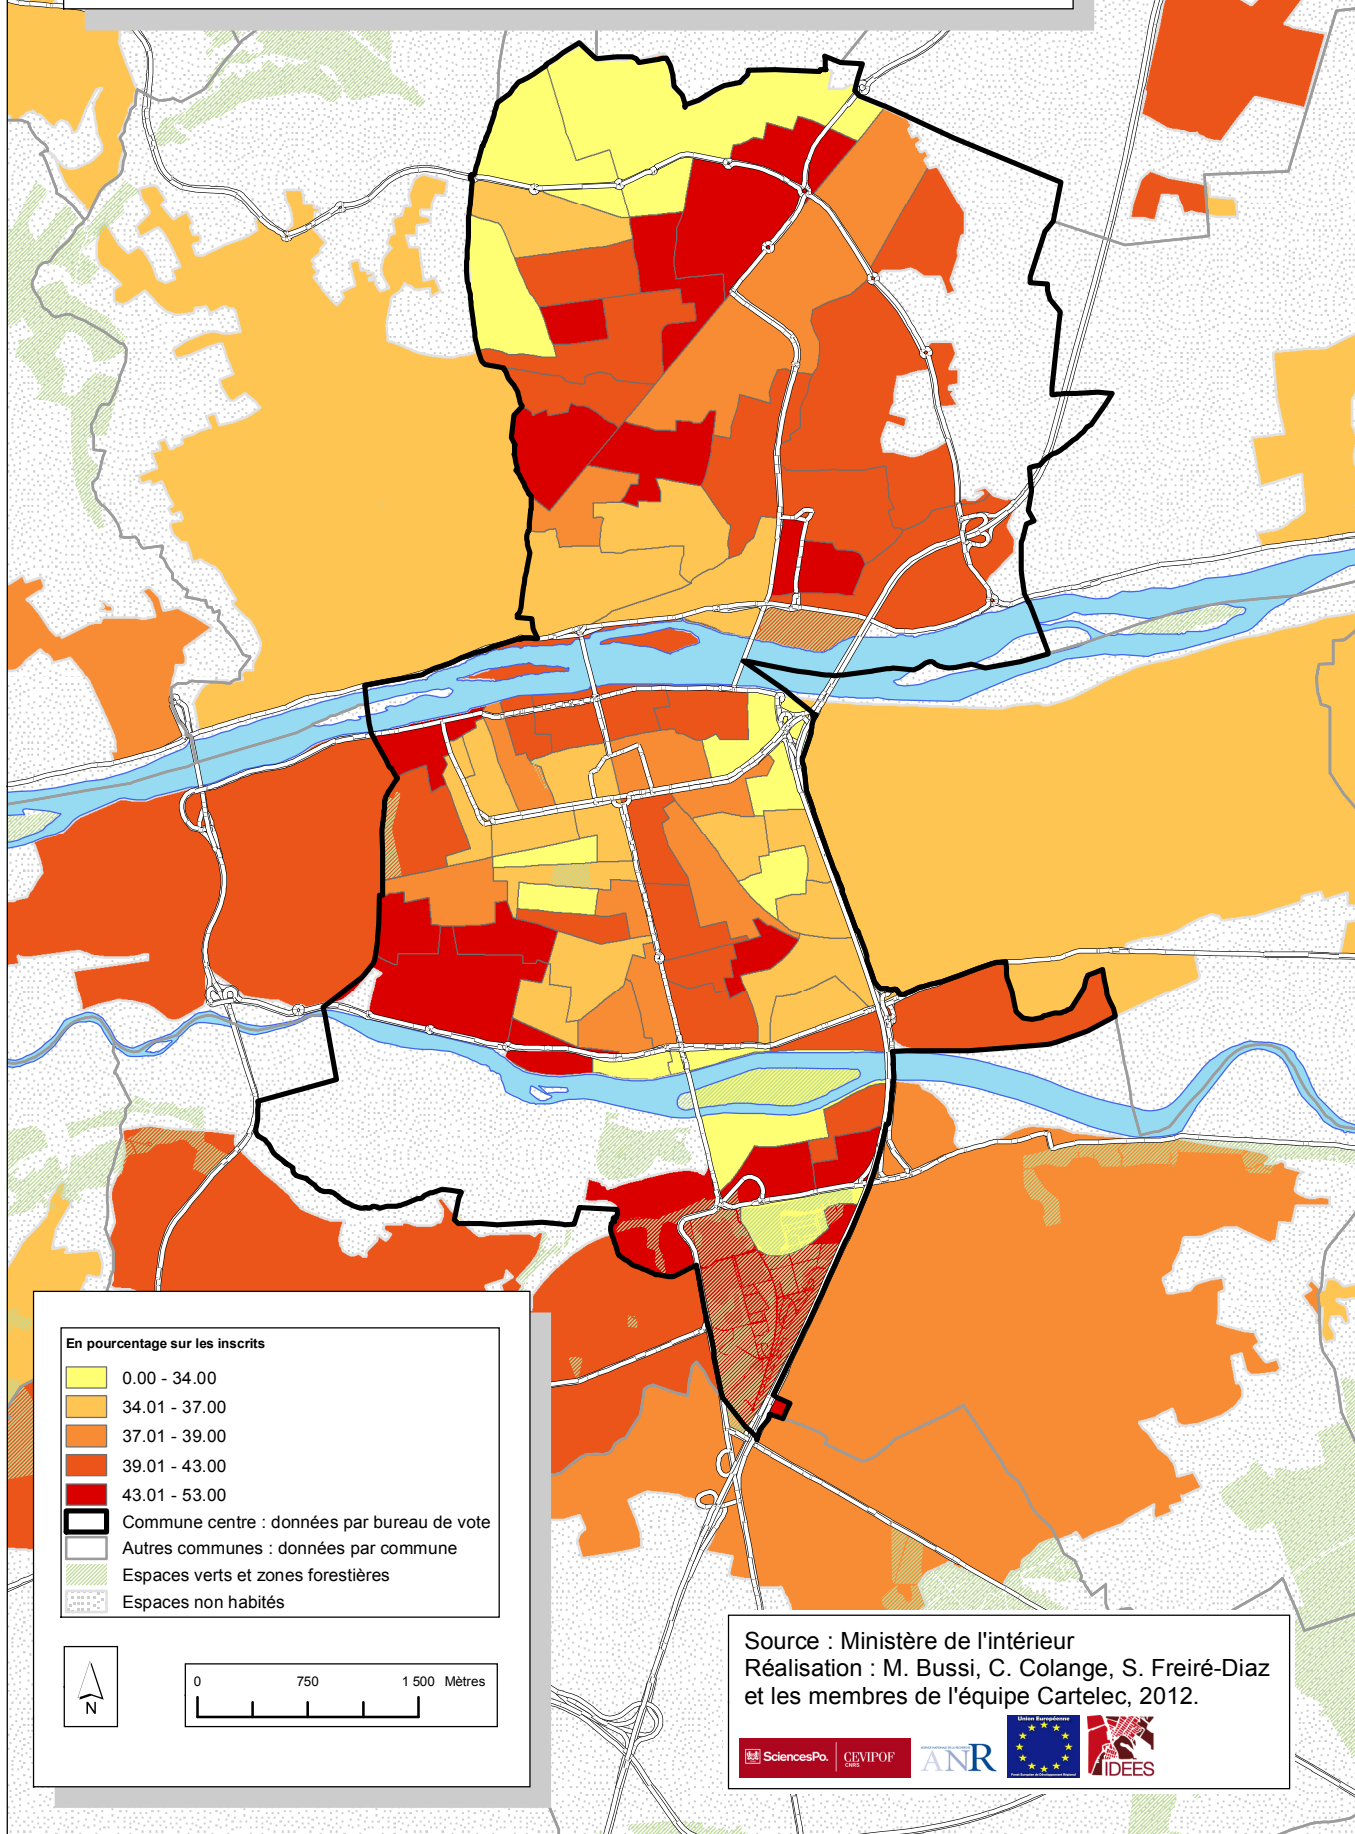 En pourcentage sur les inscrits
0.00 - 34.00
34.01 - 37.00
37.01 - 39.00
39.01 - 43.00
43.01 - 53.00
Commune centre : données par bureau de vote
Autres communes : données par commune
Espaces verts et zones forestières
Espaces non habités
N
0 750 1 500 Mètres
Source : Ministère de l'intérieur
Réalisation : M. Bussi, C. Colange, S. Freiré-Diaz
et les membres de l'équipe Cartelec, 2012.
SciencesPo.
CEVIPOF
CNRS
ANR
Union Européenne
IDEES